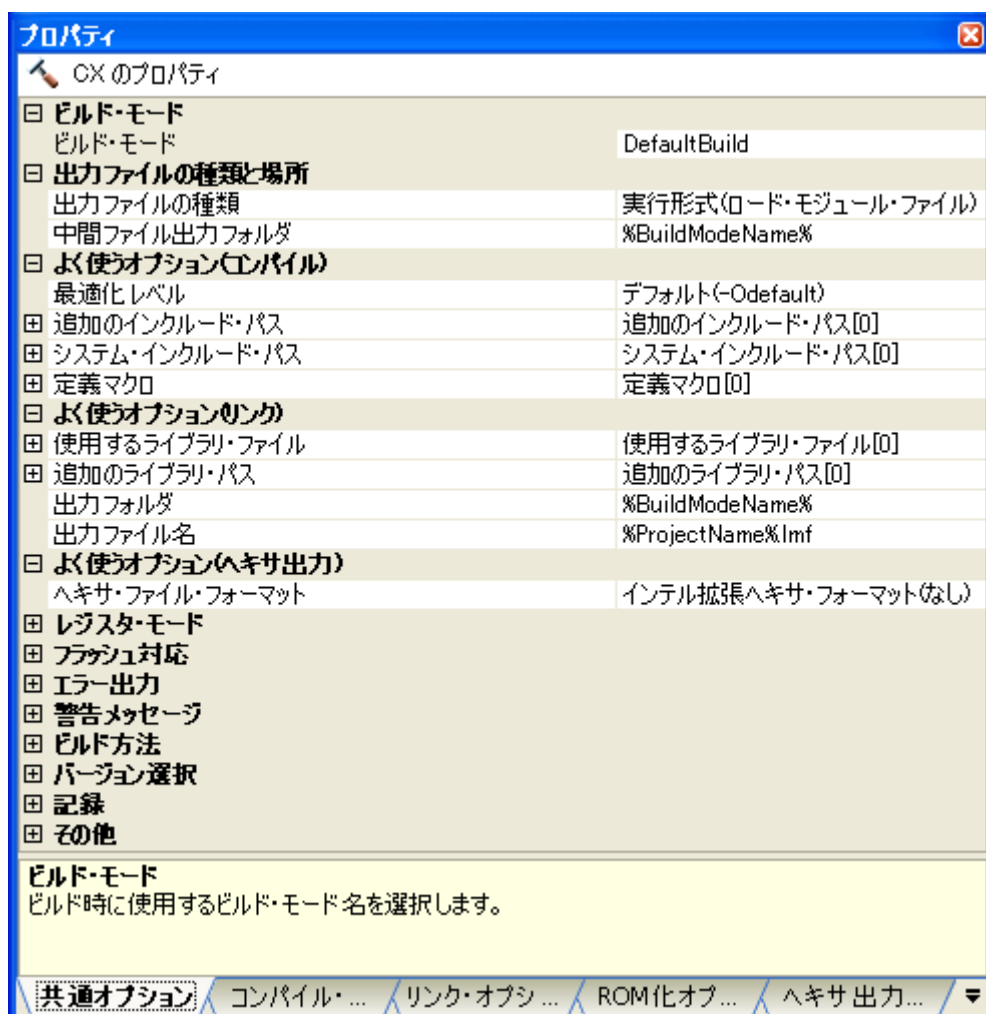 プロパティ
CX のプロパティ
ビルド・モード
ビルド・モード DefaultBuild
出力ファイルの種類と場所
出力ファイルの種類 実行形式(ロード・モジュール・ファイル)
中間ファイル出力フォルダ %BuildModeName%
よく使うオプション(コンパイル)
最適化レベル デフォルト(-Odefault)
追加のインクルード・パス 追加のインクルード・パス[0]
システム・インクルード・パス システム・インクルード・パス[0]
定義マクロ 定義マクロ[0]
よく使うオプション(リンク)
使用するライブラリ・ファイル 使用するライブラリ・ファイル[0]
追加のライブラリ・パス 追加のライブラリ・パス[0]
出力フォルダ %BuildModeName%
出力ファイル名 %ProjectName%.lmf
よく使うオプション(ヘキサ出力)
ヘキサ・ファイル・フォーマット インテル拡張ヘキサ・フォーマット(なし)
レジスタ・モード
フラッシュ対応
エラー出力
警告メッセージ
ビルド方法
バージョン選択
記録
その他
ビルド・モード
ビルド時に使用するビルド・モード名を選択します。
共通オプション コンパイル・... リンク・オプシ... ROM化オプ... ヘキサ出力...